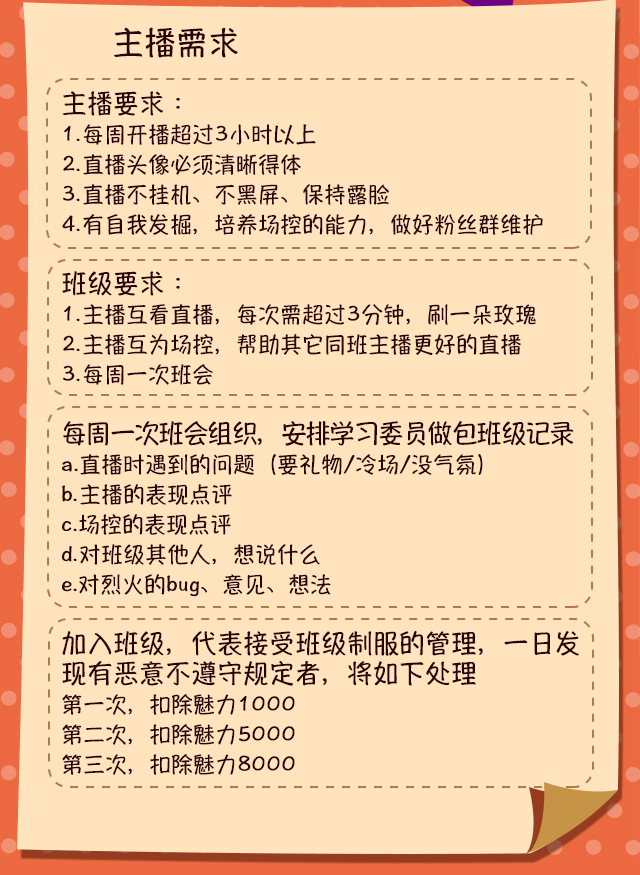 主播需求
主播要求：
1.每周开播超过3小时以上
2.直播头像必须清晰得体
3.直播不挂机、不黑屏、保持露脸
4.有自我发掘，培养场控的能力，做好粉丝群维护
班级要求：
1.主播互看直播，每次需超过3分钟，刷一朵玫瑰
2.主播互为场控，帮助其它同班主播更好的直播
3.每周一次班会
每周一次班会组织，安排学习委员做包班级记录
a.直播时遇到的问题（要礼物/冷场/没气氛）
b.主播的表现点评
c.场控的表现点评
d.对班级其他人，想说什么
e.对烈火的bug、意见、想法
加入班级，代表接受班级制服的管理，一日发
现有恶意不遵守规定者，将如下处理
第一次，扣除魅力1000
第二次，扣除魅力5000
第三次，扣除魅力8000